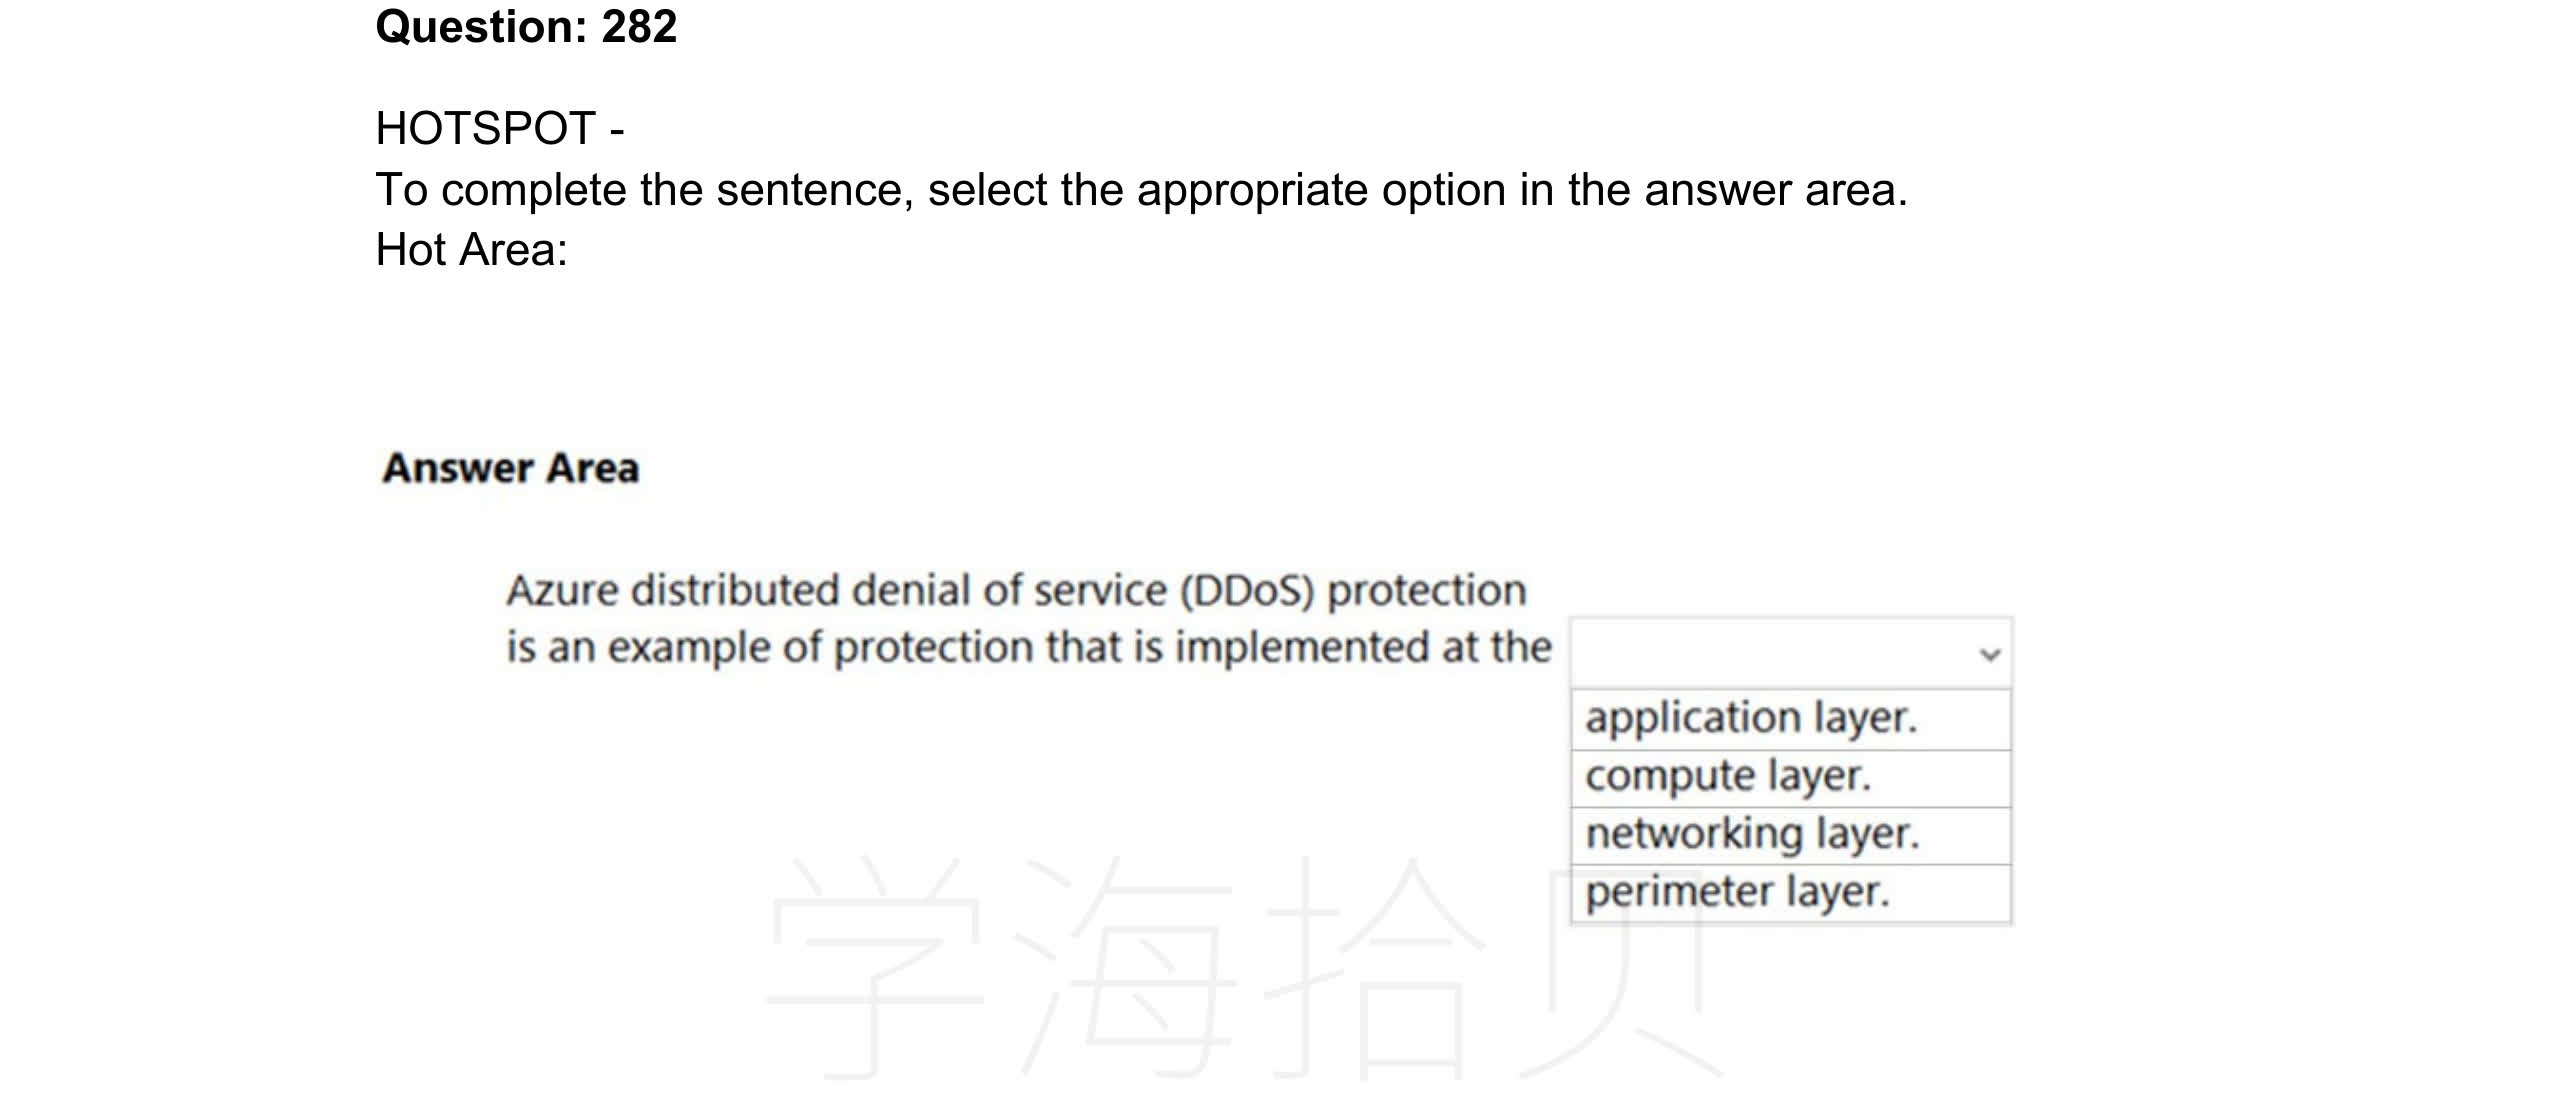 Question: 282
HOTSPOT -
To complete the sentence, select the appropriate option in the answer area.
Hot Area:
Answer Area
Azure distributed denial of service (DDoS) protection
is an example of protection that is implemented at the
application layer.
compute layer.
networking layer.
perimeter layer.
学海拾贝